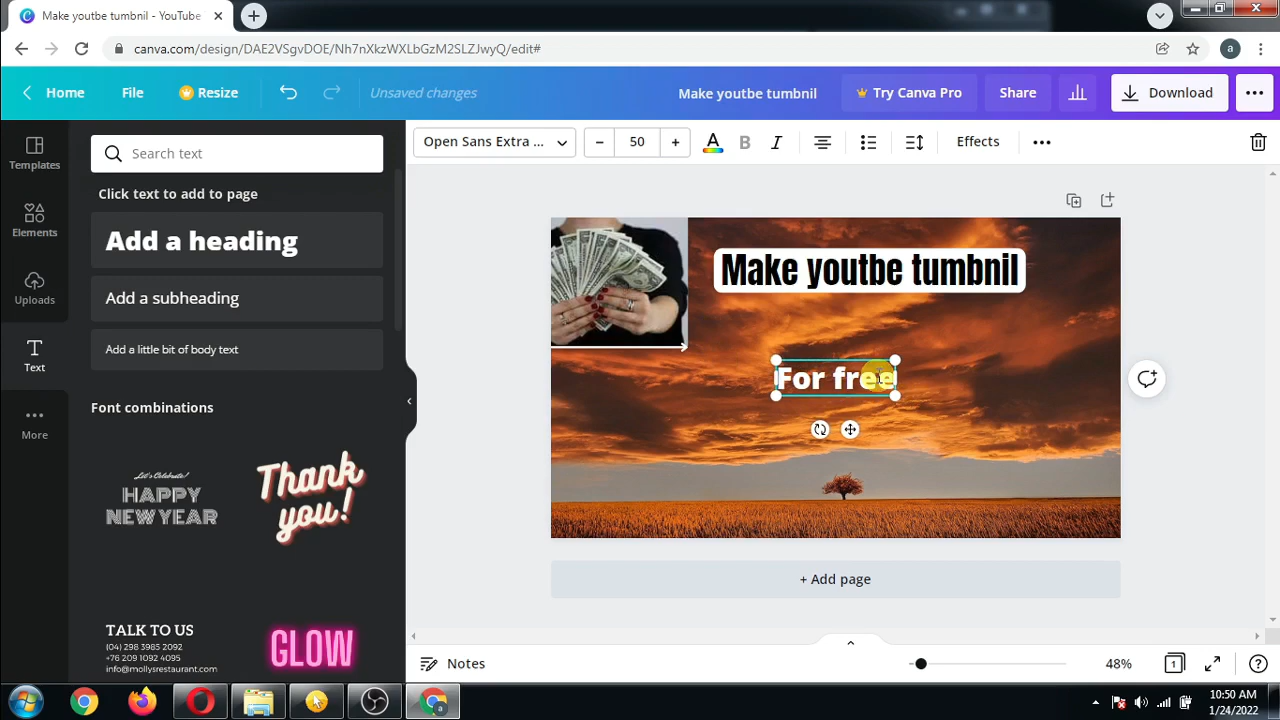 Make youtbe tumbnil - YouTube
canva.com/design/DAE2VSgvDOE/Nh7nXkzWXLbGzM2SLZJwyQ/edit#
a
Home
File
Resize
Unsaved changes
Make youtbe tumbnil
Try Canva Pro
Share
Download
Templates
Elements
Uploads
Text
More
Search text
Click text to add to page
Add a heading
Add a subheading
Add a little bit of body text
Font combinations
Let's Celebrate!
HAPPY
NEW YEAR
Thank
you!
TALK TO US
(04) 298 3985 2092
+76 209 1092 4095
info@mollysrestaurant.com
GLOW
Open Sans Extra ...
50
A
B
I
Effects
Make youtbe tumbnil
For free
+ Add page
Notes
48%
1
10:50 AM
1/24/2022